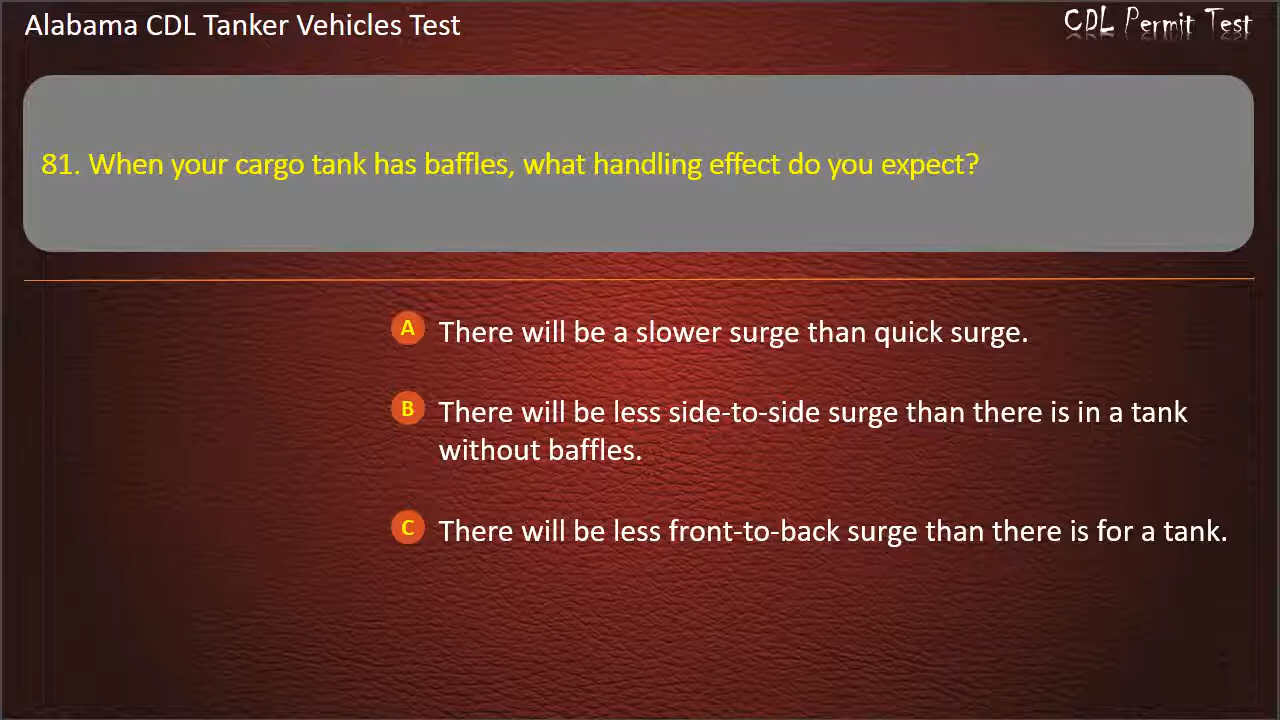 Alabama CDL Tanker Vehicles Test
CDL Permit Test
81. When your cargo tank has baffles, what handling effect do you expect?
A There will be a slower surge than quick surge.
B There will be less side-to-side surge than there is in a tank
without baffles.
C There will be less front-to-back surge than there is for a tank.